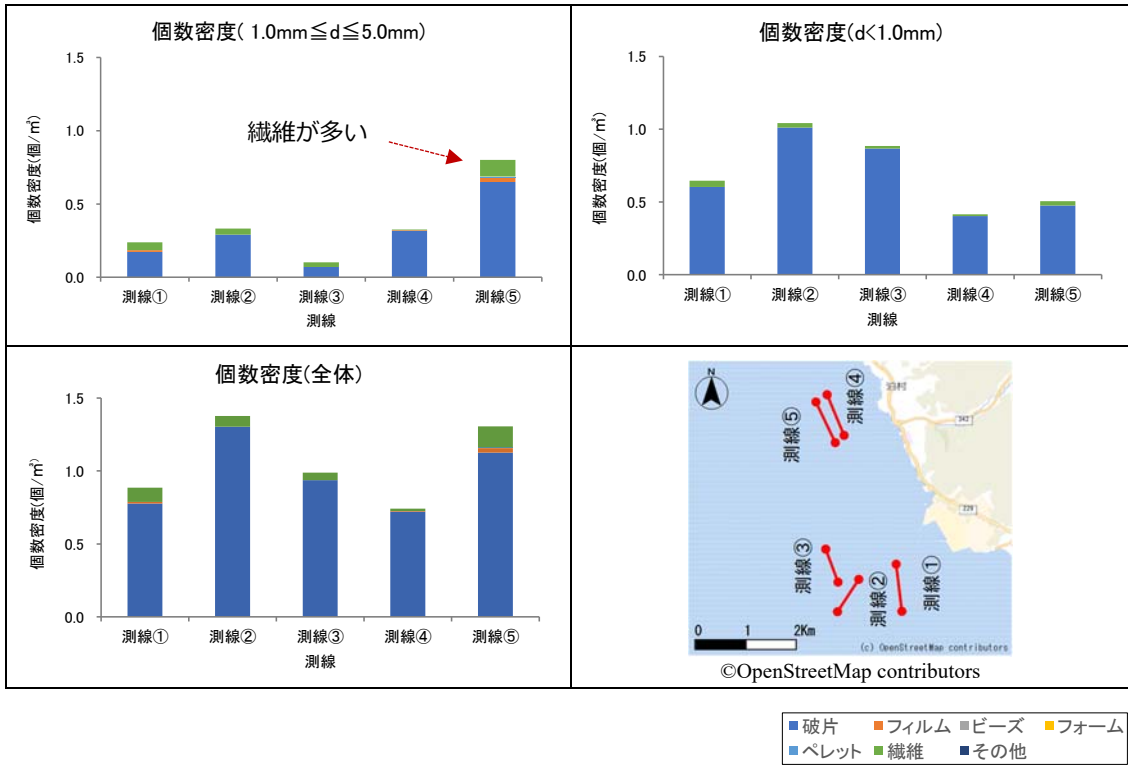 個数密度( 1.0mm≦d≦5.0mm)
個数密度(個/㎡)
1.5
1.0
0.5
0.0
繊維が多い
測線① 測線② 測線③ 測線④ 測線⑤
測線
個数密度(d<1.0mm)
個数密度(個/㎡)
1.5
1.0
0.5
0.0
測線① 測線② 測線③ 測線④ 測線⑤
測線
個数密度(全体)
個数密度(個/㎡)
1.5
1.0
0.5
0.0
測線① 測線② 測線③ 測線④ 測線⑤
測線
N
泊村
測線④
測線⑤
342
229
測線③
測線②
測線①
0 1 2Km
(c) OpenStreetMap contributors
©OpenStreetMap contributors
破片 フィルム ビーズ フォーム
ペレット 繊維 その他